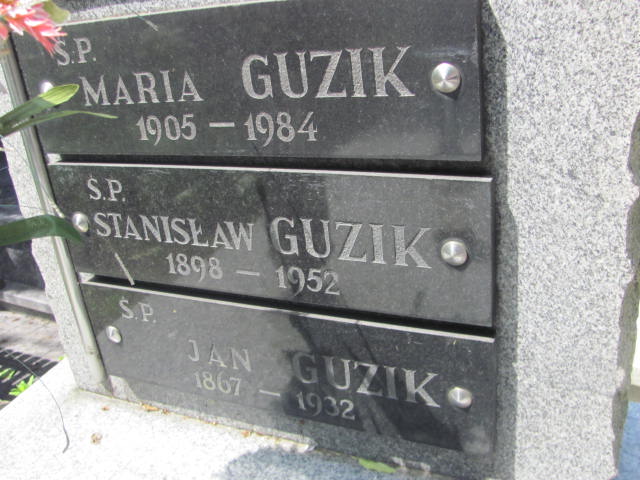 Ś.P.
MARIA GUZIK
1905 – 1984
Ś.P.
STANISŁAW GUZIK
1898 – 1952
Ś.P.
JAN GUZIK
1867 – 1932